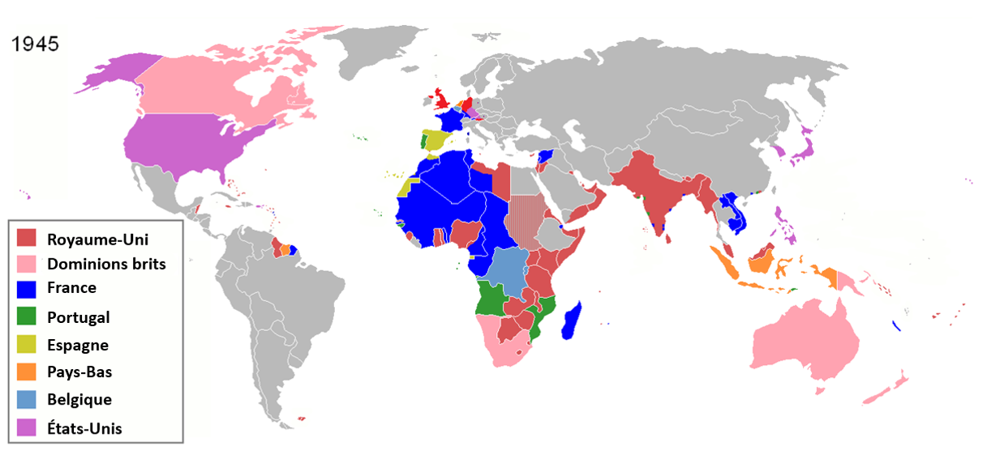 1945
Royaume-Uni
Dominions brits
France
Portugal
Espagne
Pays-Bas
Belgique
États-Unis